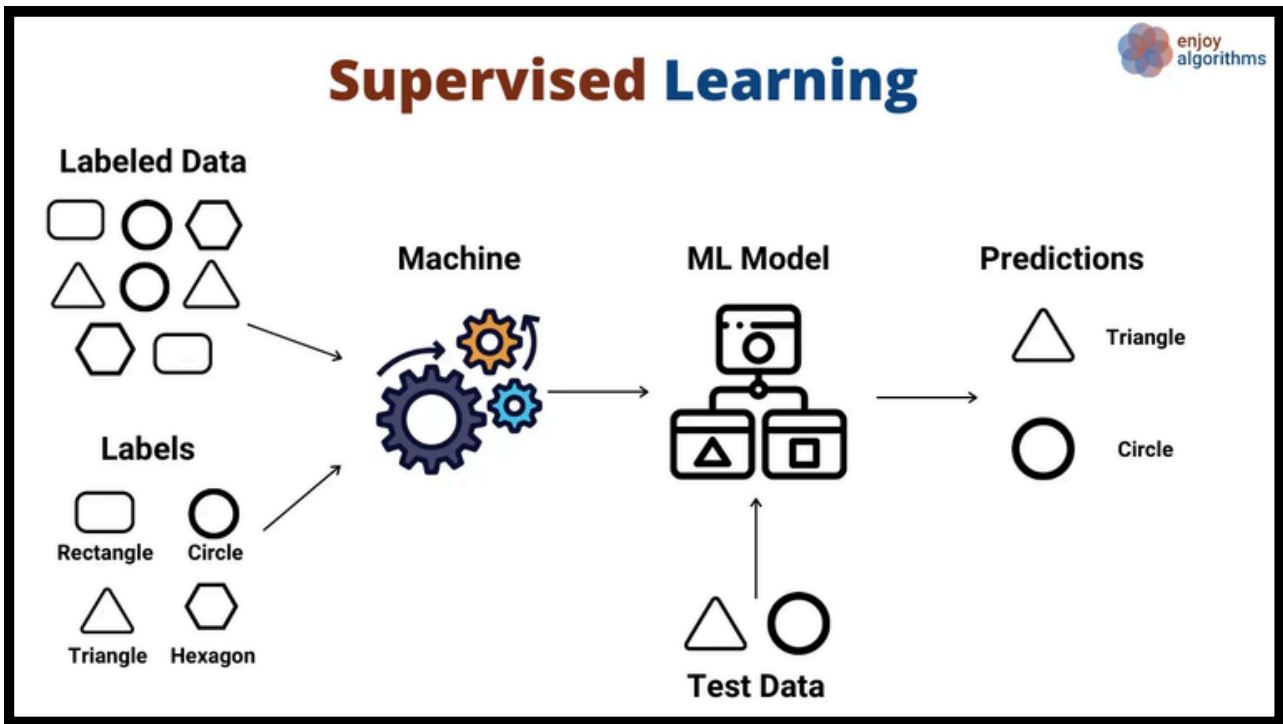 enjoy
algorithms
Supervised Learning
Labeled Data
Machine
ML Model
Predictions
Triangle
Circle
Labels
Rectangle Circle
Triangle Hexagon
Test Data